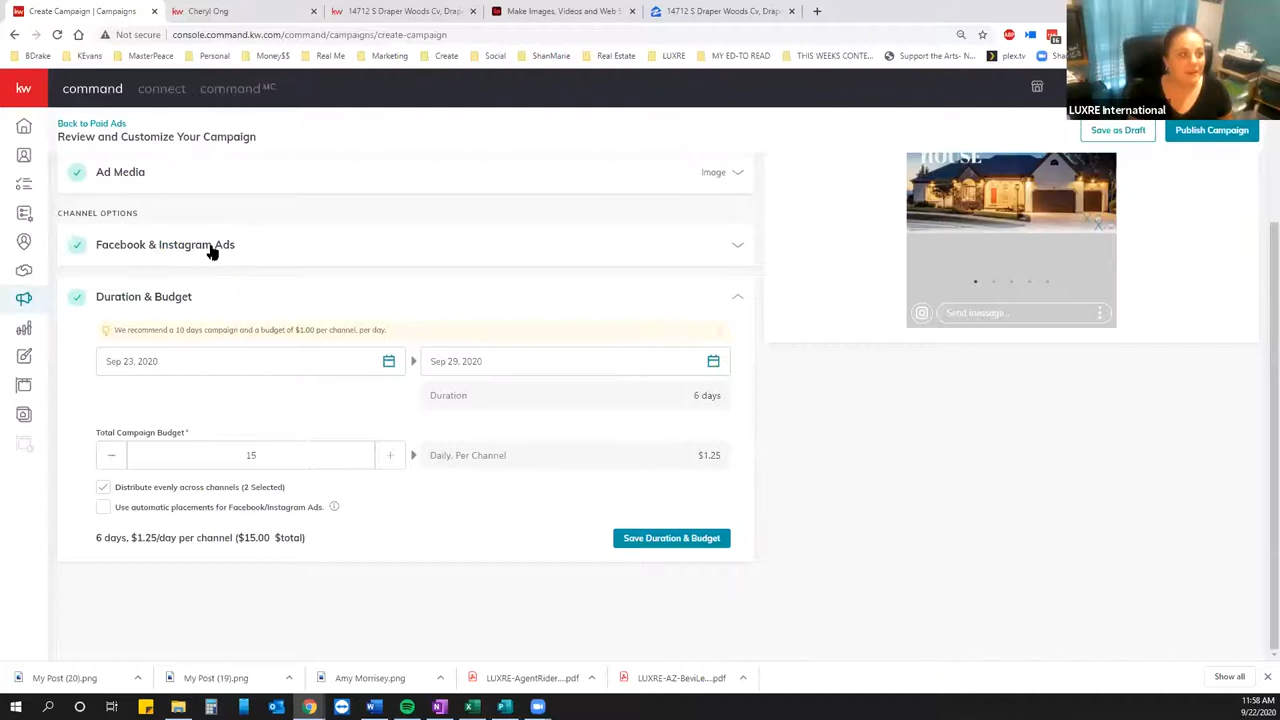 Create Campaign | Campaigns
Cheryl Ong
14712 S Draper Woods Cv, Draper
Make Images, Videos and Web S
14712 S Draper Woods Cv, Drap
Not secure
console.command.kw.com/command/campaigns/create-campaign
BDrake
KEvans
MasterPeace
Personal
Money$$
Real Me
Marketing
Create
Social
ShanMane
Real Estate
LUXRE
MY ED-TO READ
THIS WEEKS CONTE...
Support the Arts- N...
plex.tv
LUXRE International
kw
command
connect
command MC
Back to Paid Ads
Review and Customize Your Campaign
Save as Draft
Publish Campaign
Ad Media
Image
HOUSE
CHANNEL OPTIONS
Facebook & Instagram Ads
Send message...
Duration & Budget
We recommend a 10 days campaign and a budget of $1.00 per channel, per day.
Sep 23, 2020
Sep 29, 2020
Duration
6 days
Total Campaign Budget*
15
Daily, Per Channel
$1.25
Distribute evenly across channels (2 Selected)
Use automatic placements for Facebook/Instagram Ads.
6 days, $1.25/day per channel ($15.00 $total)
Save Duration & Budget
My Post (20).png
My Post (19).png
Amy Morrisey.png
LUXRE-AgentRider....pdf
LUXRE-AZ-BeviLe....pdf
Show all
11:58 AM
9/22/2020